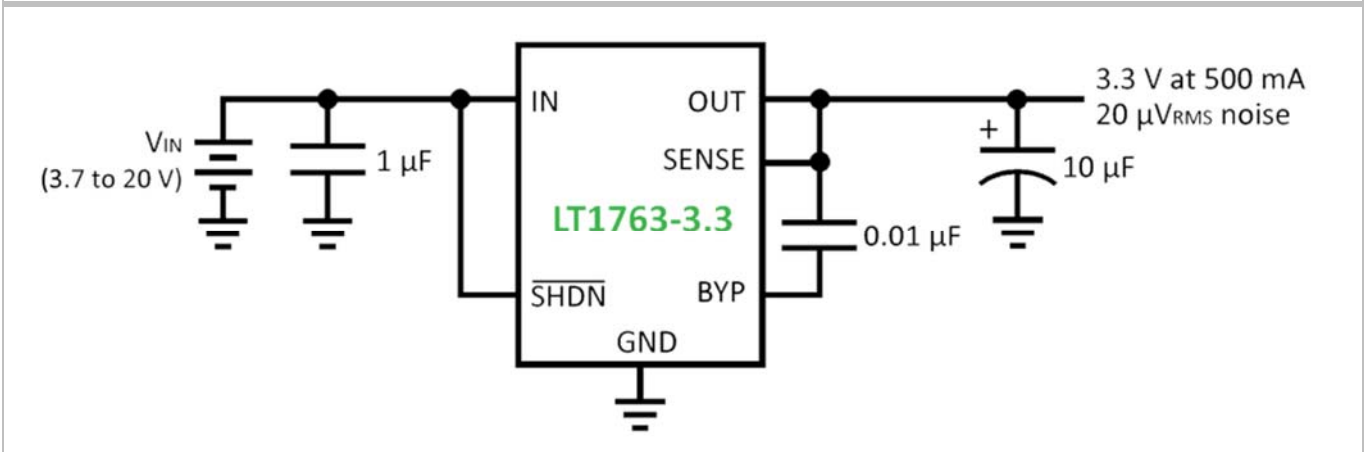 VIN
(3.7 to 20 V)
1 µF
IN
SHDN
OUT
SENSE
LT1763-3.3
BYP
GND
0.01 µF
+
10 µF
3.3 V at 500 mA
20 µVRMS noise